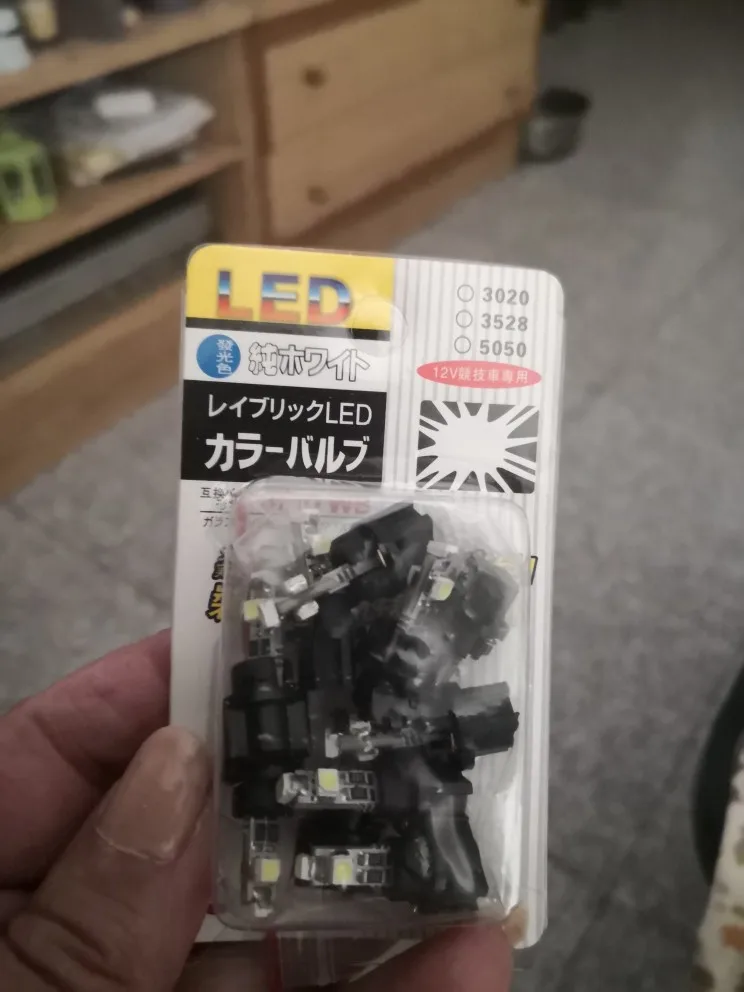 LED
3020
3528
5050
發光色
純ホワイト
12V競技車専用
レイブリックLED
カラーバルブ